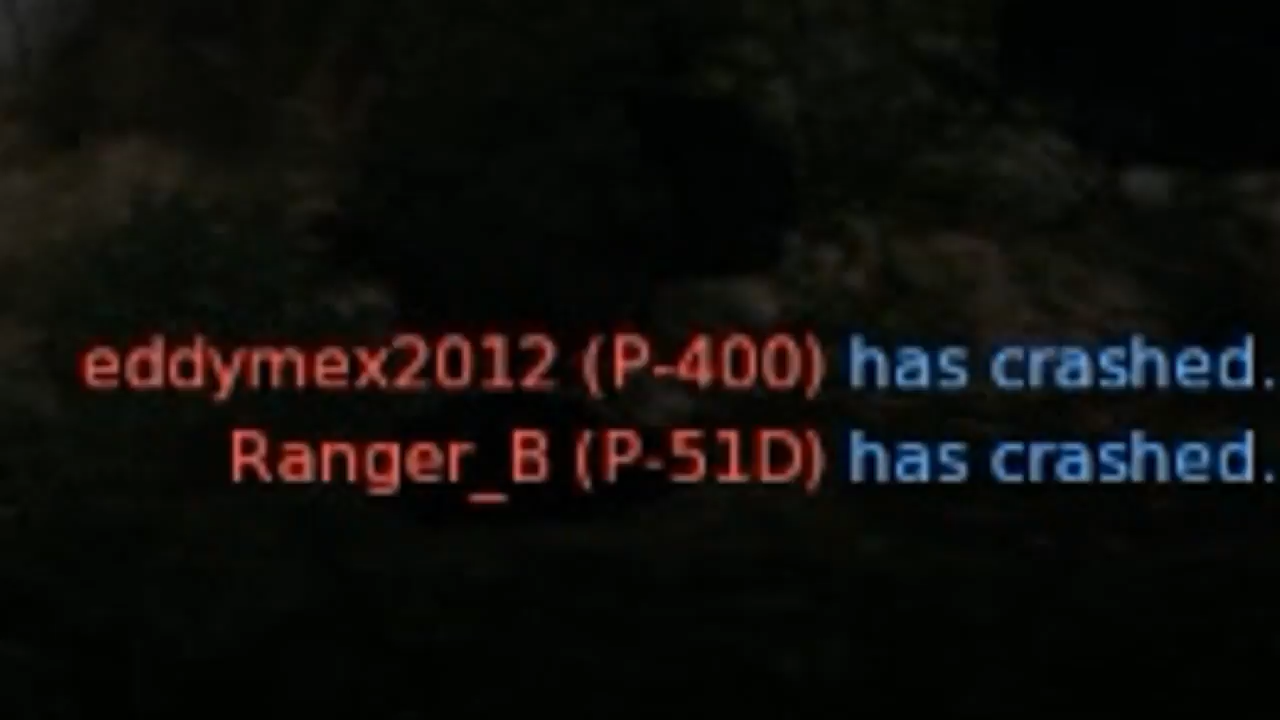 eddymex2012 (P-400) has crashed.
Ranger_B (P-51D) has crashed.